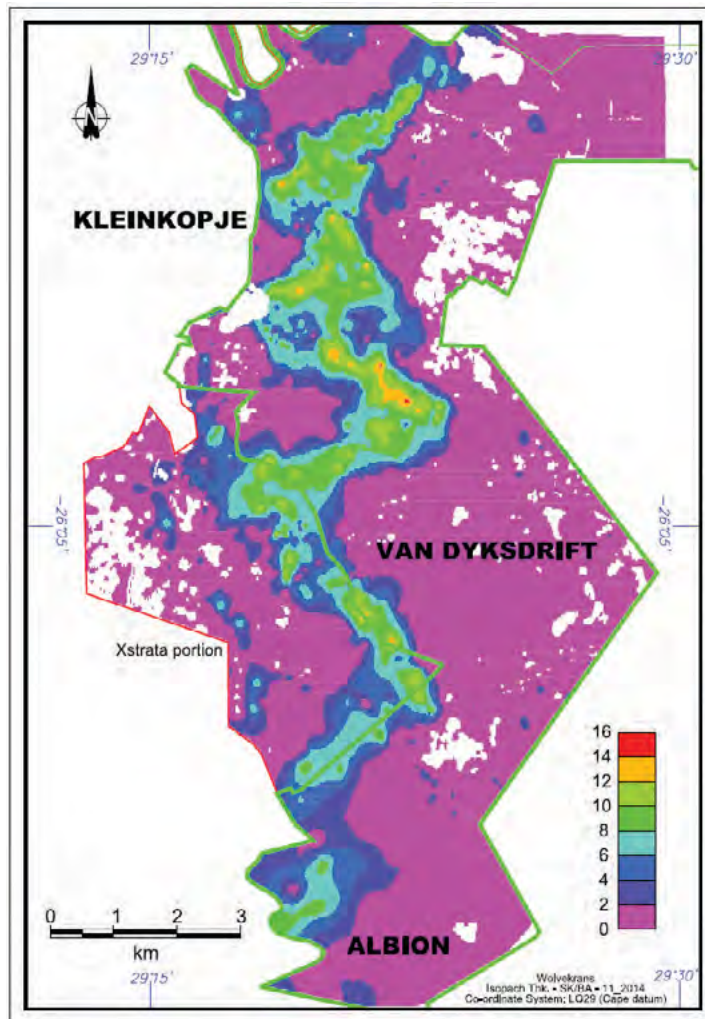 29°15'
29°30'
N
KLEINKOPJE
-26°05'
-26°05'
VAN DYKSDRIFT
Xstrata portion
16
14
12
10
8
6
4
2
0
0 1 2 3
km
ALBION
Wolvekrans
Isopach Thk. • SK/BA • 11_2014
Co-ordinate System; LO29 (Cape datum)
29°15'
29°30'